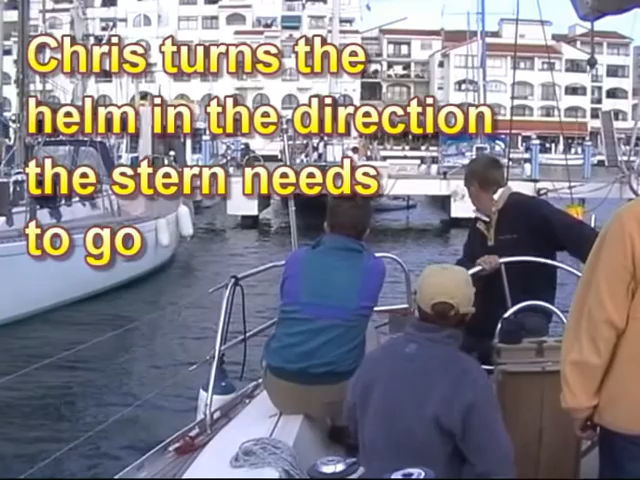 Chris turns the
helm in the direction
the stern needs
to go